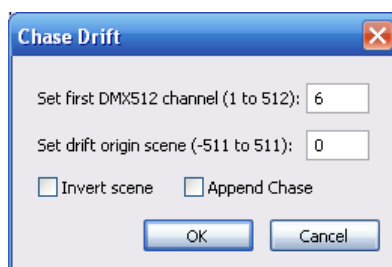 Chase Drift
Set first DMX512 channel (1 to 512): 6
Set drift origin scene (-511 to 511): 0
Invert scene Append Chase
OK Cancel